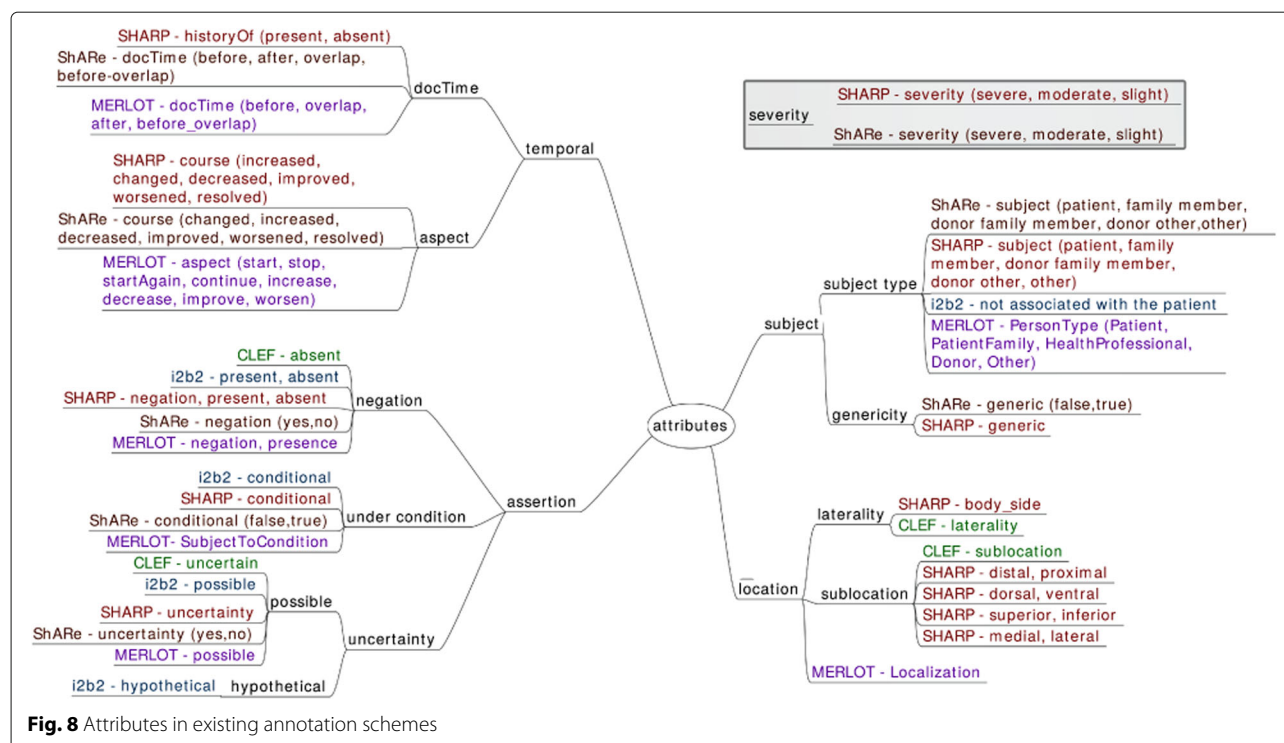 SHARP - historyOf (present, absent)
ShARe - docTime (before, after, overlap,
before-overlap)
docTime
MERLOT - docTime (before, overlap,
after, before_overlap)
temporal
SHARP - course (increased,
changed, decreased, improved,
worsened, resolved)
ShARe - course (changed, increased,
decreased, improved, worsened, resolved)
aspect
MERLOT - aspect (start, stop,
startAgain, continue, increase,
decrease, improve, worsen)
CLEF - absent
i2b2 - present, absent
SHARP - negation, present, absent
negation
ShARe - negation (yes,no)
MERLOT - negation, presence
i2b2 - conditional
SHARP - conditional
assertion
ShARe - conditional (false,true)
under condition
MERLOT- SubjectToCondition
CLEF - uncertain
i2b2 - possible
possible
SHARP - uncertainty
ShARe - uncertainty (yes,no)
uncertainty
MERLOT - possible
i2b2 - hypothetical
hypothetical
attributes
severity
SHARP - severity (severe, moderate, slight)
ShARe - severity (severe, moderate, slight)
ShARe - subject (patient, family member,
donor family member, donor other,other)
SHARP - subject (patient, family
member, donor family member,
donor other, other)
subject type
i2b2 - not associated with the patient
subject
MERLOT - PersonType (Patient,
PatientFamily, HealthProfessional,
Donor, Other)
genericity
ShARe - generic (false,true)
SHARP - generic
laterality
SHARP - body_side
CLEF - laterality
location
CLEF - sublocation
SHARP - distal, proximal
sublocation
SHARP - dorsal, ventral
SHARP - superior, inferior
SHARP - medial, lateral
MERLOT - Localization
Fig. 8 Attributes in existing annotation schemes